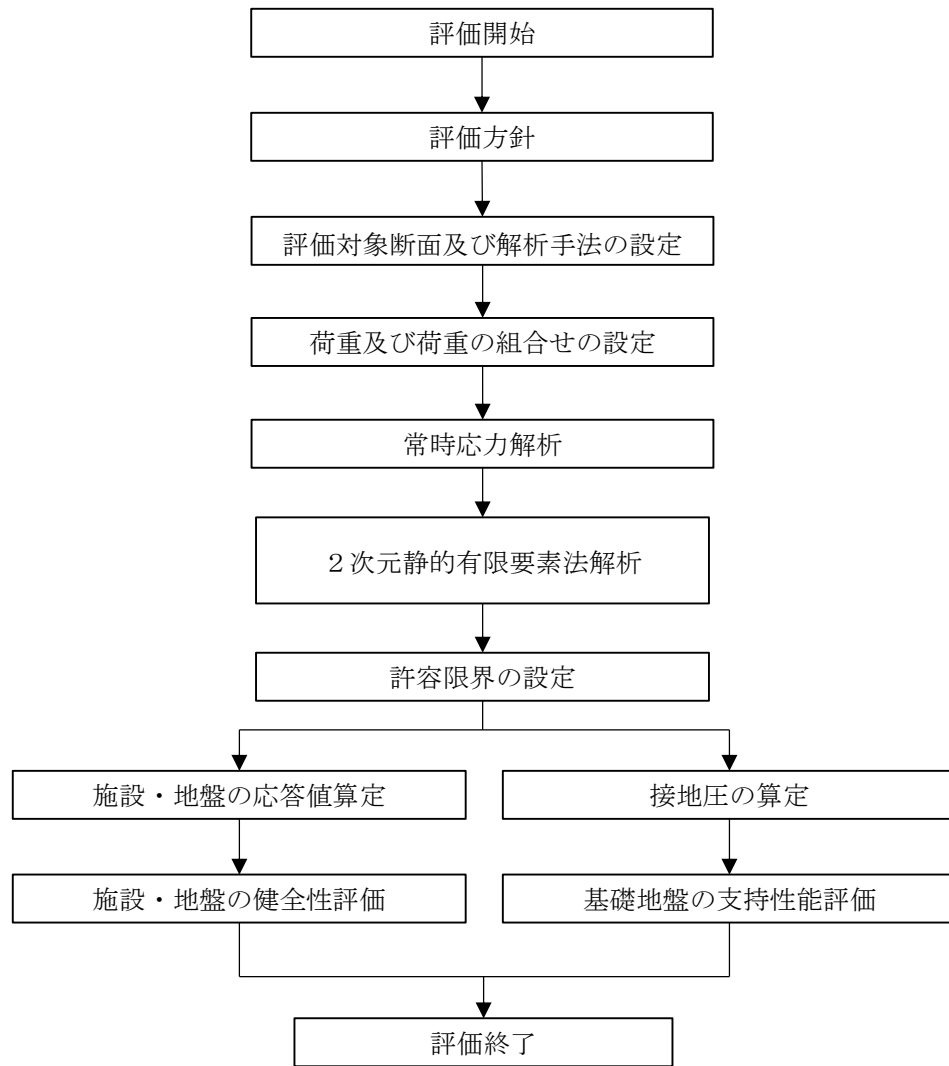 評価開始
評価方針
評価対象断面及び解析手法の設定
荷重及び荷重の組合せの設定
常時応力解析
２次元静的有限要素法解析
許容限界の設定
施設・地盤の応答値算定
接地圧の算定
施設・地盤の健全性評価
基礎地盤の支持性能評価
評価終了